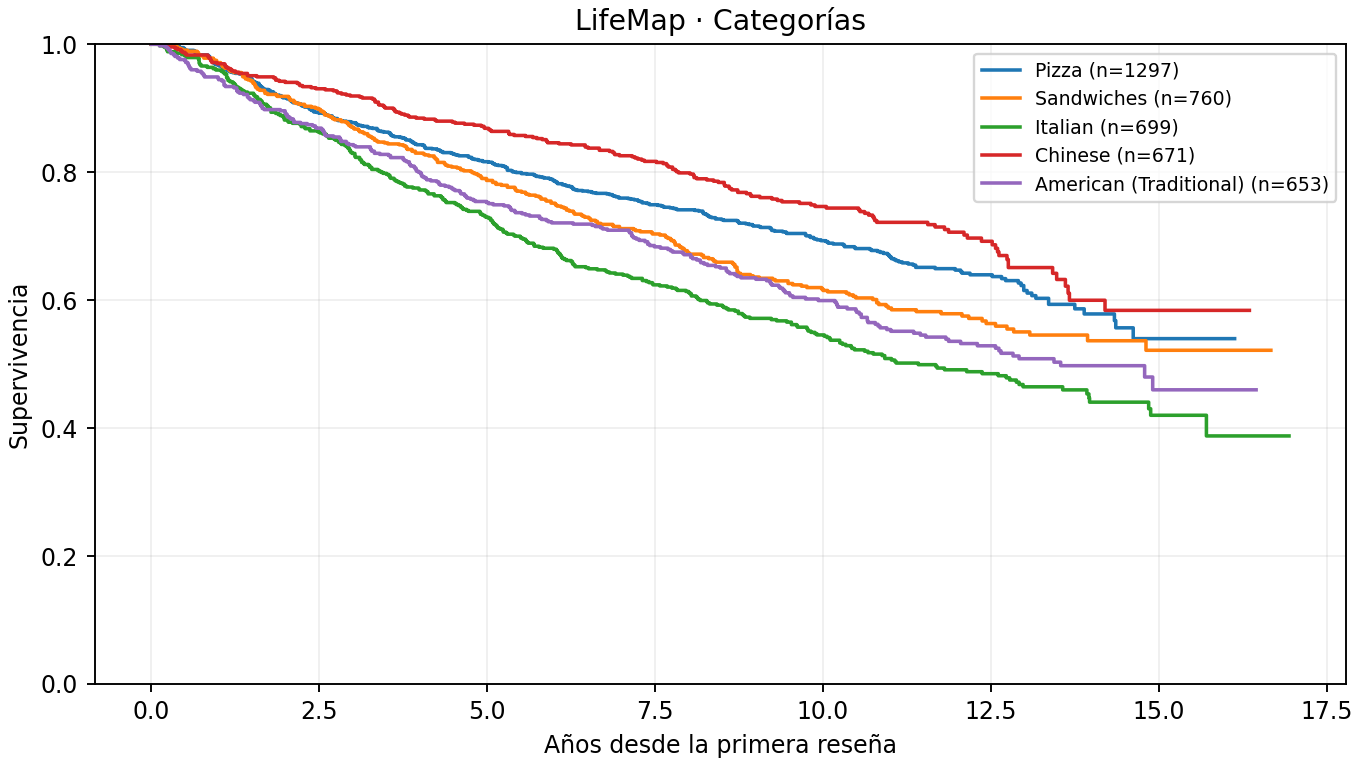 LifeMap · Categorías
Supervivencia
1.0
0.8
0.6
0.4
0.2
0.0
Pizza (n=1297)
Sandwiches (n=760)
Italian (n=699)
Chinese (n=671)
American (Traditional) (n=653)
0.0 2.5 5.0 7.5 10.0 12.5 15.0 17.5
Años desde la primera reseña